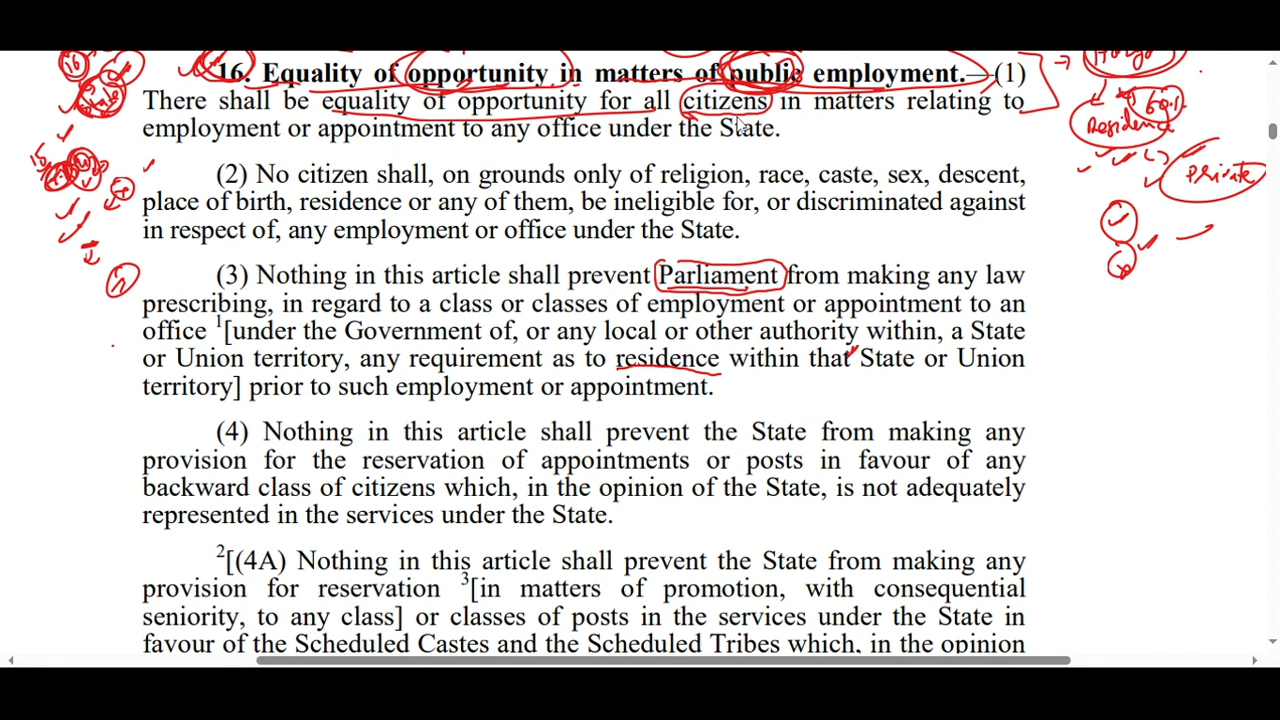 16. Equality of opportunity in matters of public employment.—(1)
There shall be equality of opportunity for all citizens in matters relating to
employment or appointment to any office under the State.
(2) No citizen shall, on grounds only of religion, race, caste, sex, descent,
place of birth, residence or any of them, be ineligible for, or discriminated against
in respect of, any employment or office under the State.
(3) Nothing in this article shall prevent Parliament from making any law
prescribing, in regard to a class or classes of employment or appointment to an
office 1[under the Government of, or any local or other authority within, a State
or Union territory, any requirement as to residence within that State or Union
territory] prior to such employment or appointment.
(4) Nothing in this article shall prevent the State from making any
provision for the reservation of appointments or posts in favour of any
backward class of citizens which, in the opinion of the State, is not adequately
represented in the services under the State.
2[(4A) Nothing in this article shall prevent the State from making any
provision for reservation 3[in matters of promotion, with consequential
seniority, to any class] or classes of posts in the services under the State in
favour of the Scheduled Castes and the Scheduled Tribes which, in the opinion
16
Residence
Private